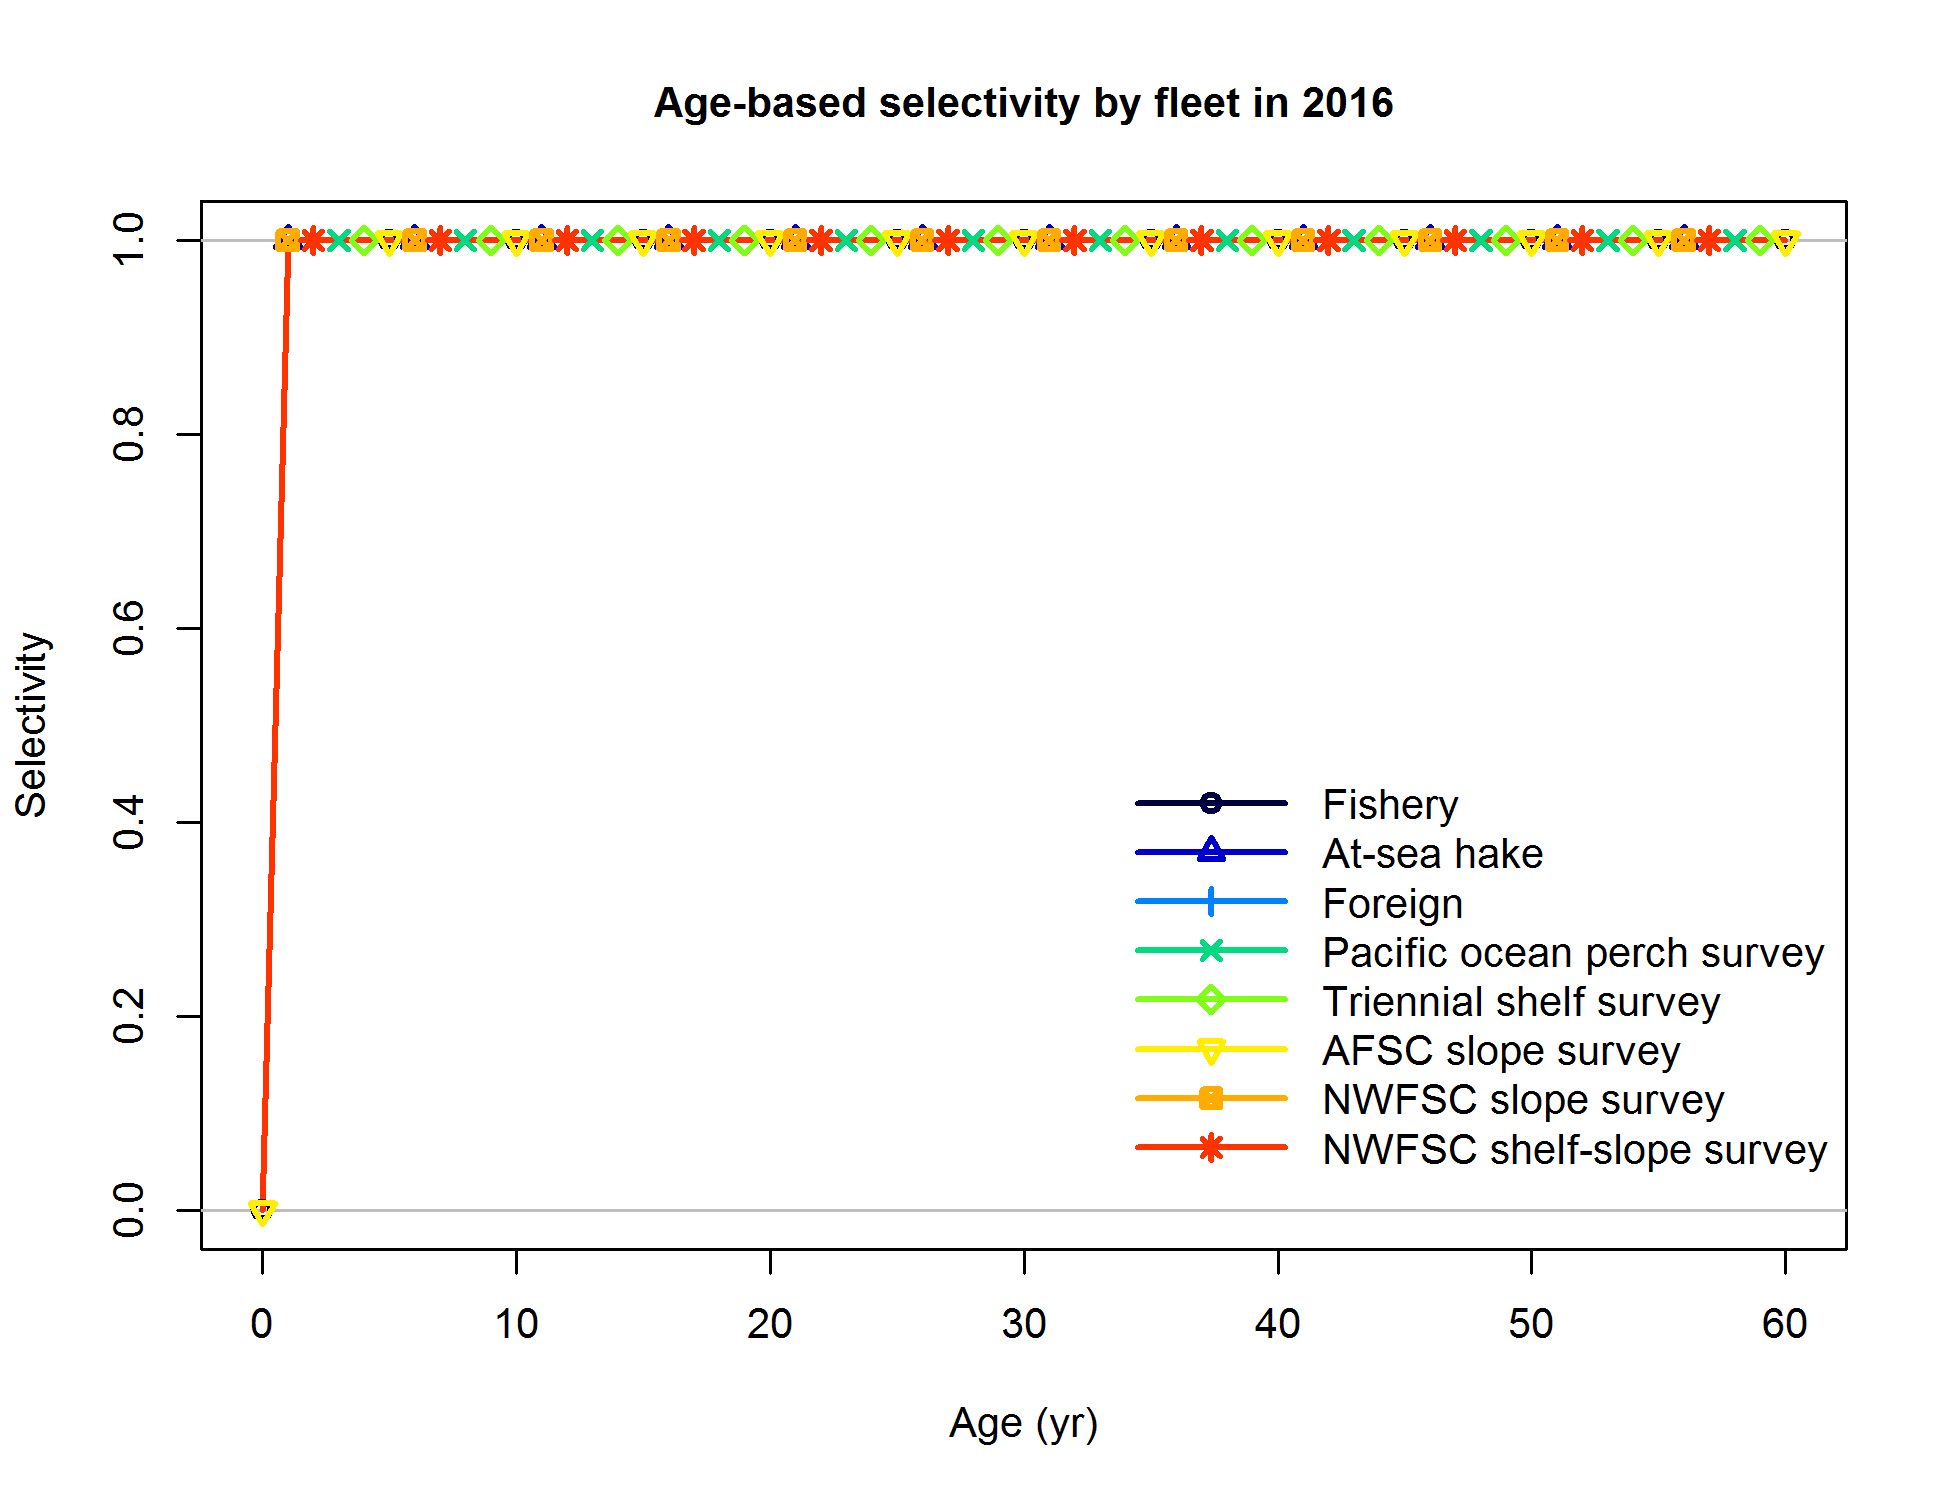 Age-based selectivity by fleet in 2016
Selectivity
1.0
0.8
0.6
0.4
0.2
0.0
Fishery
At-sea hake
Foreign
Pacific ocean perch survey
Triennial shelf survey
AFSC slope survey
NWFSC slope survey
NWFSC shelf-slope survey
0 10 20 30 40 50 60
Age (yr)